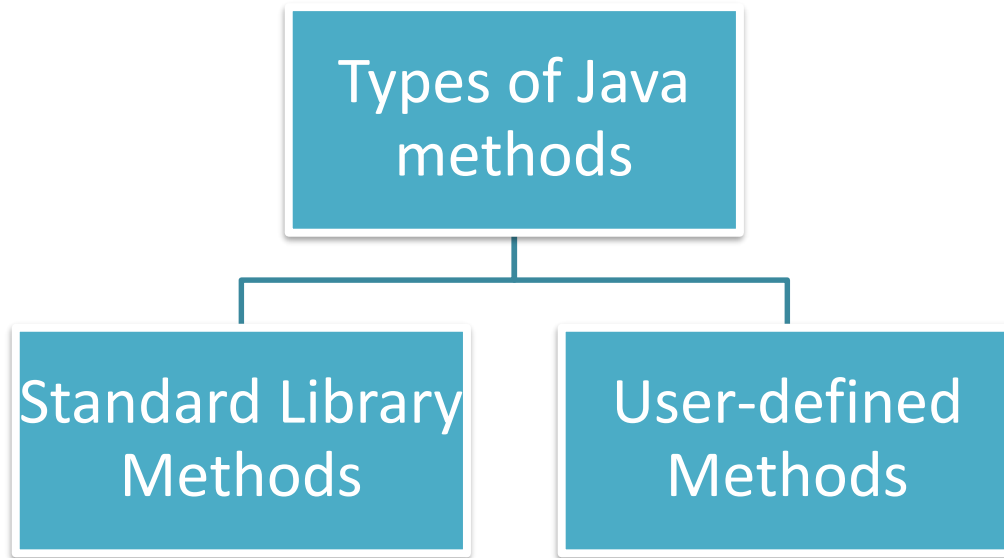 Types of Java
methods
Standard Library
Methods
User-defined
Methods